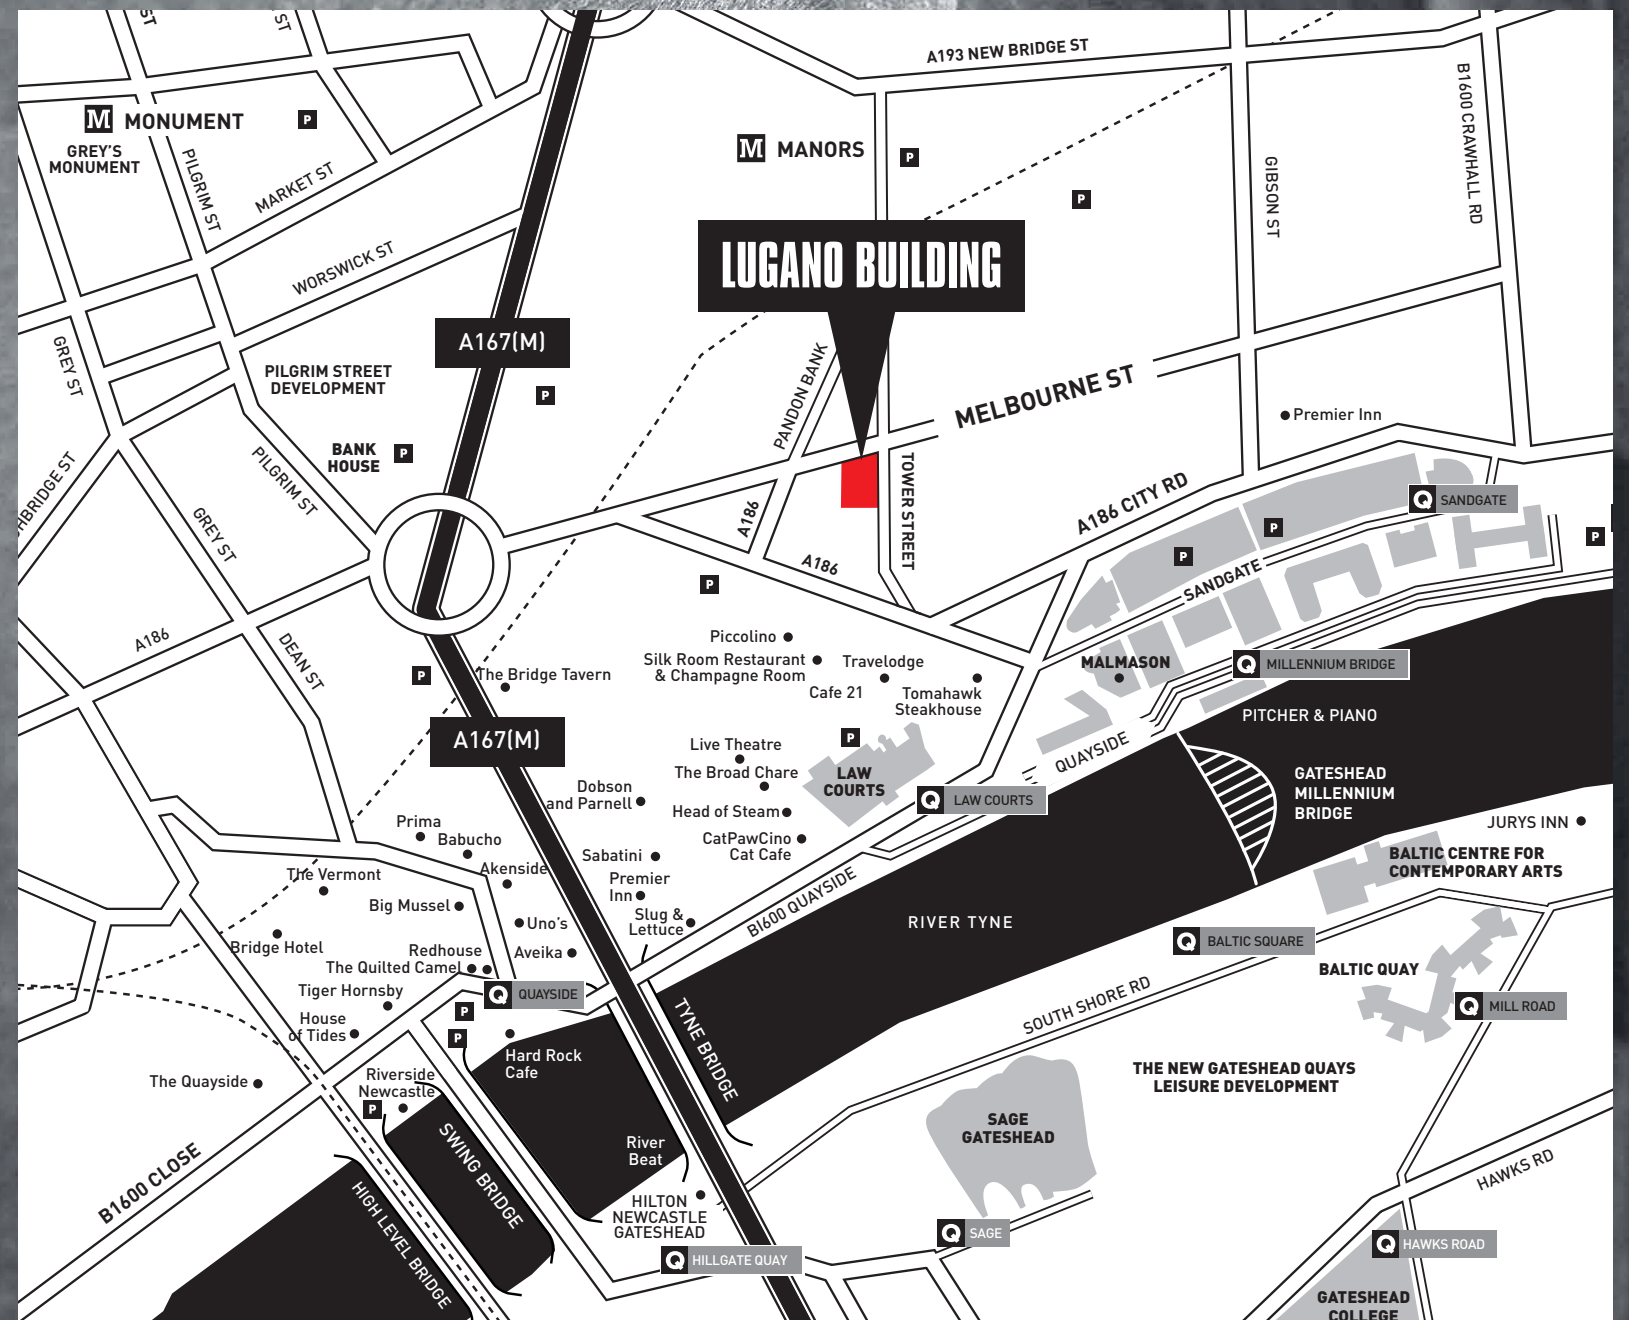 ST
ST
A193 NEW BRIDGE ST
B1600 CRAWHALL RD
M MONUMENT
P
GREY'S
MONUMENT
PILGRIM ST
MARKET ST
M MANORS
P
P
GIBSON ST
WORSWICK ST
LUGANO BUILDING
GREY ST
A167(M)
PILGRIM STREET
DEVELOPMENT
P
PANDON BANK
MELBOURNE ST
Premier Inn
BANK
HOUSE
P
HBRIDGE ST
PILGRIM ST
GREY ST
A186
TOWER STREET
A186 CITY RD
Q SANDGATE
P
P
P
A186
SANDGATE
P
A186
DEAN ST
P
The Bridge Tavern
Piccolino
Silk Room Restaurant
& Champagne Room
Travelodge
Cafe 21
Tomahawk
Steakhouse
MALMASON
Q MILLENNIUM BRIDGE
PITCHER & PIANO
A167(M)
P
Live Theatre
The Broad Chare
LAW
COURTS
QUAYSIDE
GATESHEAD
MILLENNIUM
BRIDGE
Dobson
and Parnell
Head of Steam
Q LAW COURTS
JURYS INN
Prima
Babucho
CatPawCino
Cat Cafe
Sabatini
BALTIC CENTRE FOR
CONTEMPORARY ARTS
The Vermont
Akenside
Premier
Inn
Big Mussel
Uno's
Slug &
Lettuce
BI600 QUAYSIDE
RIVER TYNE
Bridge Hotel
Redhouse
Aveika
The Quilted Camel
Q BALTIC SQUARE
BALTIC QUAY
Tiger Hornsby
Q QUAYSIDE
P
TYNE BRIDGE
SOUTH SHORE RD
Q MILL ROAD
House
of Tides
P
Hard Rock
Cafe
The Quayside
Riverside
Newcastle
P
THE NEW GATESHEAD QUAYS
LEISURE DEVELOPMENT
SAGE
GATESHEAD
River
Beat
SWING BRIDGE
B1600 CLOSE
HIGH LEVEL BRIDGE
HILTON
NEWCASTLE
GATESHEAD
HAWKS RD
Q SAGE
Q HILLGATE QUAY
Q HAWKS ROAD
GATESHEAD
COLLEGE